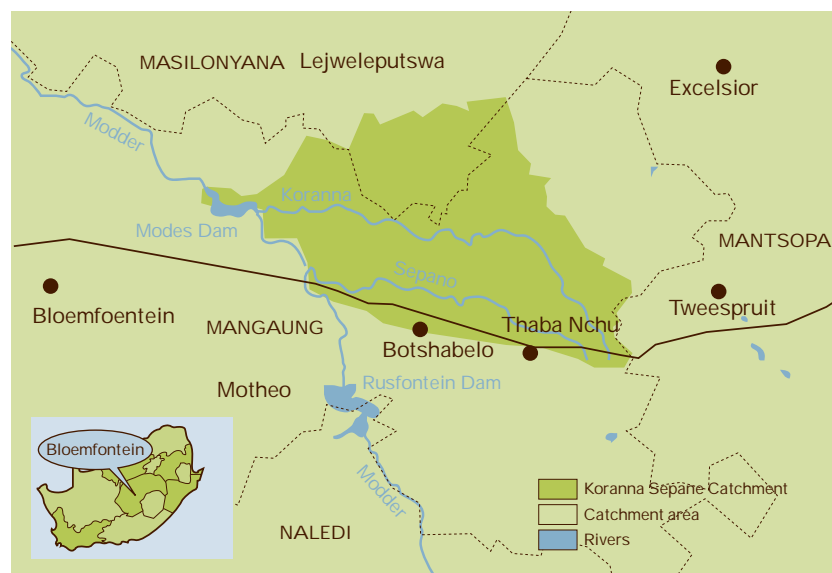 MASILONYANA Lejweleputswa
Excelsior
Modder
Koranna
Modes Dam
MANTSOPA
Sepano
Bloemfoentein
MANGAUNG
Thaba Nchu
Tweespruit
Botshabelo
Motheo
Rusfontein Dam
Bloemfontein
Modder
NALEDI
Koranna Sepane Catchment
Catchment area
Rivers